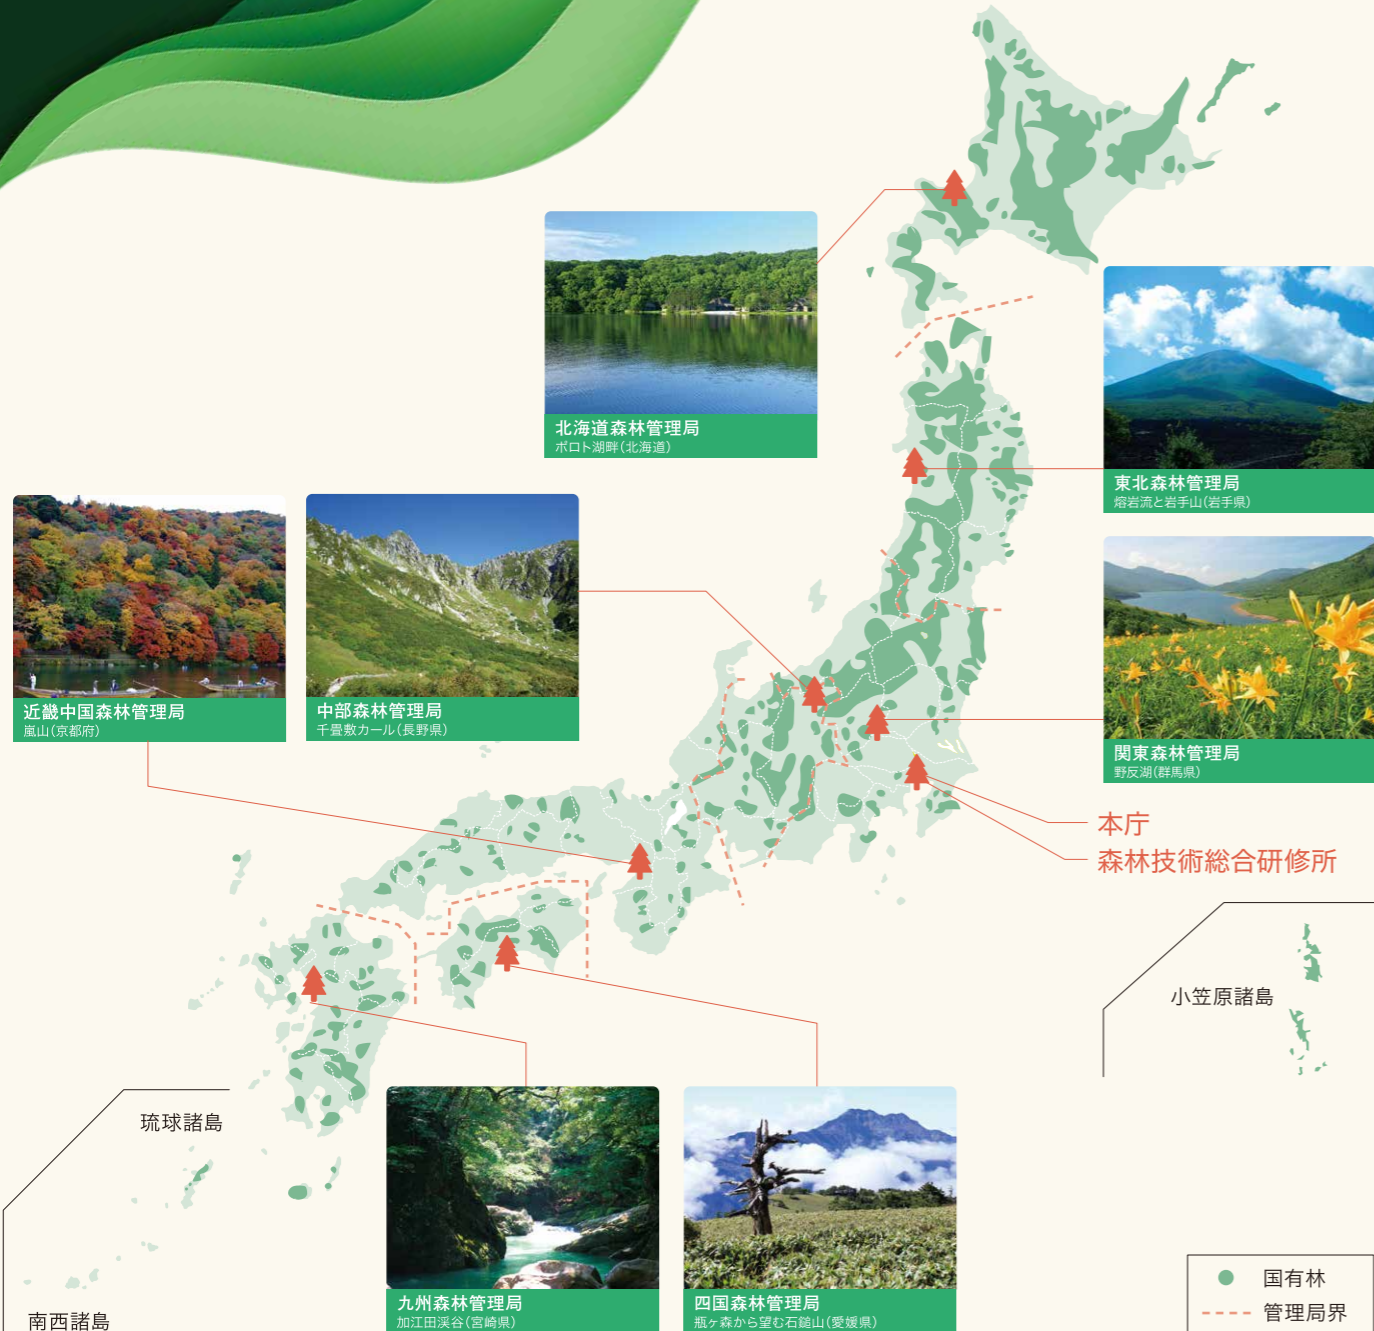 北海道森林管理局
ポロト湖畔(北海道)
東北森林管理局
熔岩流と岩手山(岩手県)
近畿中国森林管理局
嵐山(京都府)
中部森林管理局
千畳敷カール(長野県)
関東森林管理局
野反湖(群馬県)
本庁
森林技術総合研修所
小笠原諸島
琉球諸島
南西諸島
九州森林管理局
加江田渓谷(宮崎県)
四国森林管理局
瓶ヶ森から望む石鎚山(愛媛県)
国有林
管理局界